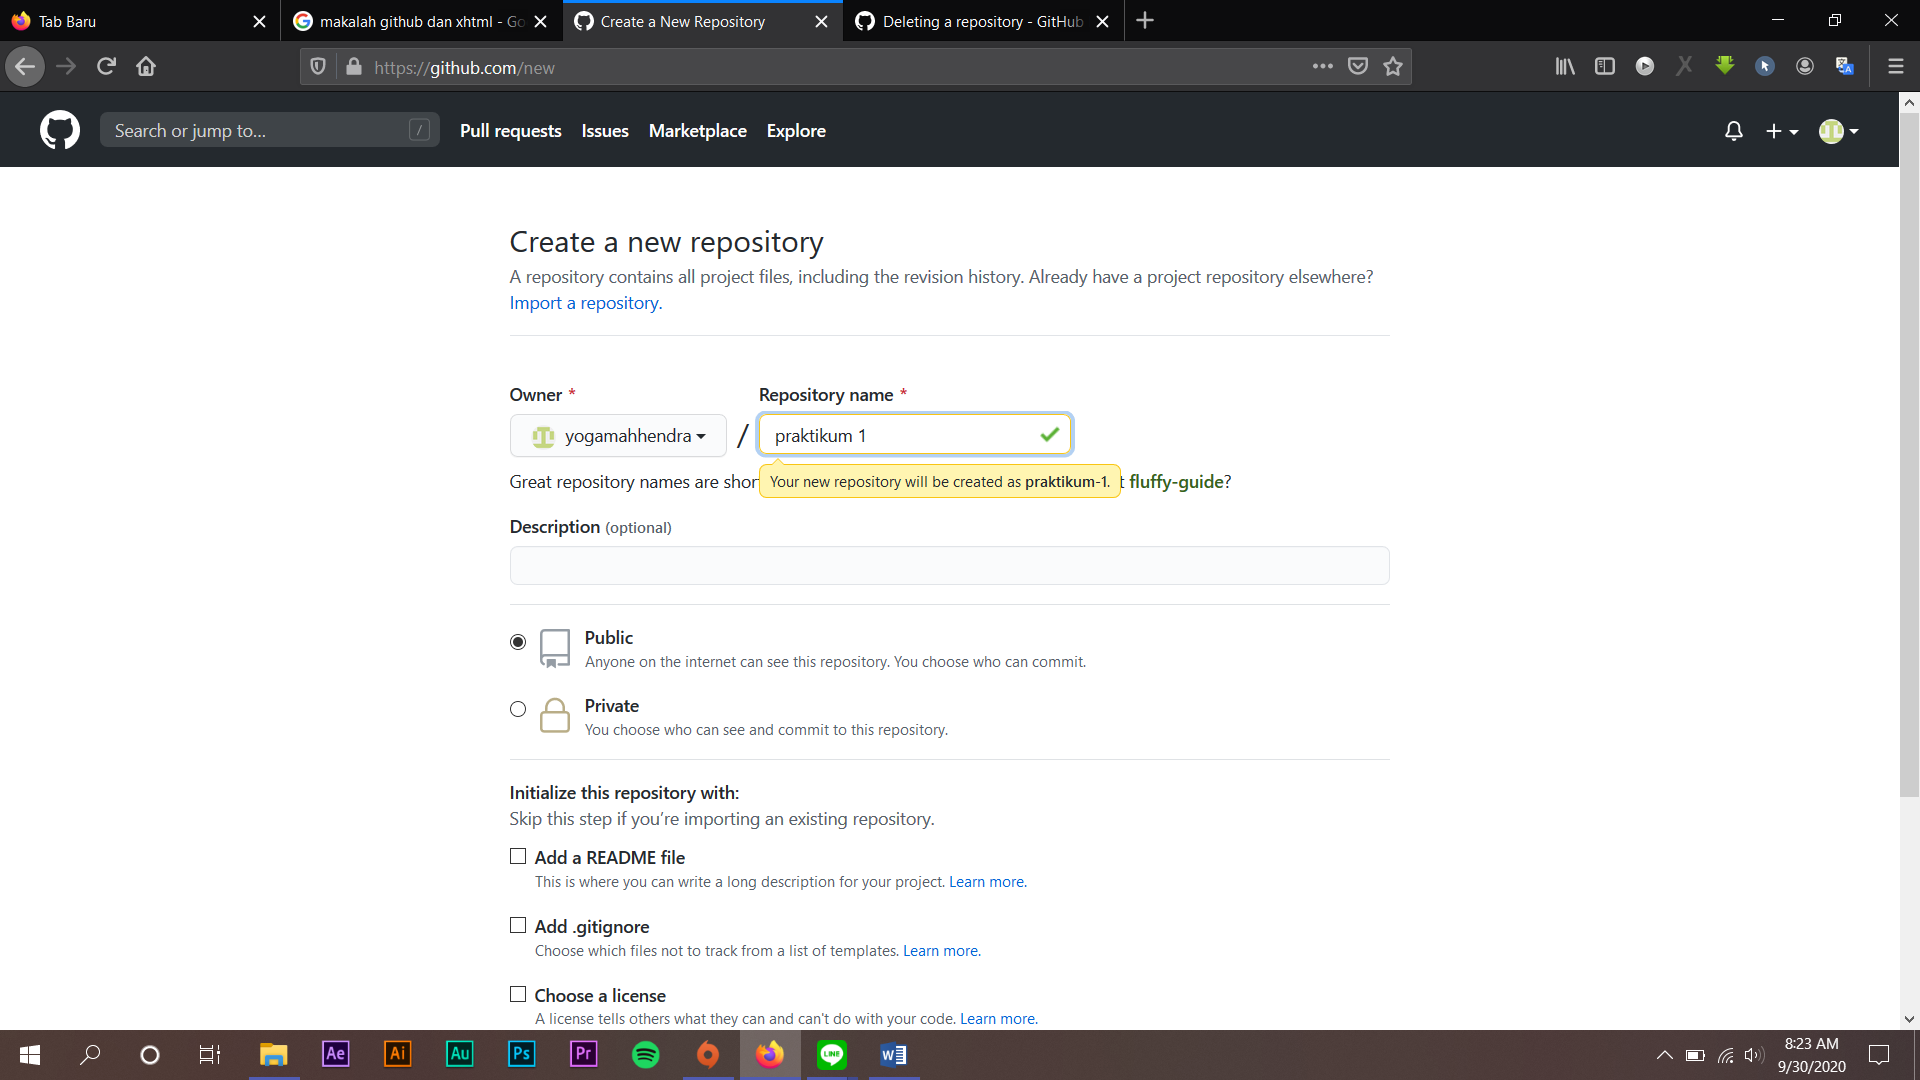 Tab Baru
makalah github dan xhtml - Go
Create a New Repository
Deleting a repository - GitHub
https://github.com/new
Search or jump to... /
Pull requests Issues Marketplace Explore
Create a new repository
A repository contains all project files, including the revision history. Already have a project repository elsewhere?
Import a repository.
Owner * Repository name *
yogamahhendra / praktikum 1
Great repository names are shor
Your new repository will be created as praktikum-1.
t fluffy-guide?
Description (optional)
Public
Anyone on the internet can see this repository. You choose who can commit.
Private
You choose who can see and commit to this repository.
Initialize this repository with:
Skip this step if you're importing an existing repository.
Add a README file
This is where you can write a long description for your project. Learn more.
Add .gitignore
Choose which files not to track from a list of templates. Learn more.
Choose a license
A license tells others what they can and can't do with your code. Learn more.
Ae Ai Au Ps Pr LINE W
8:23 AM
9/30/2020